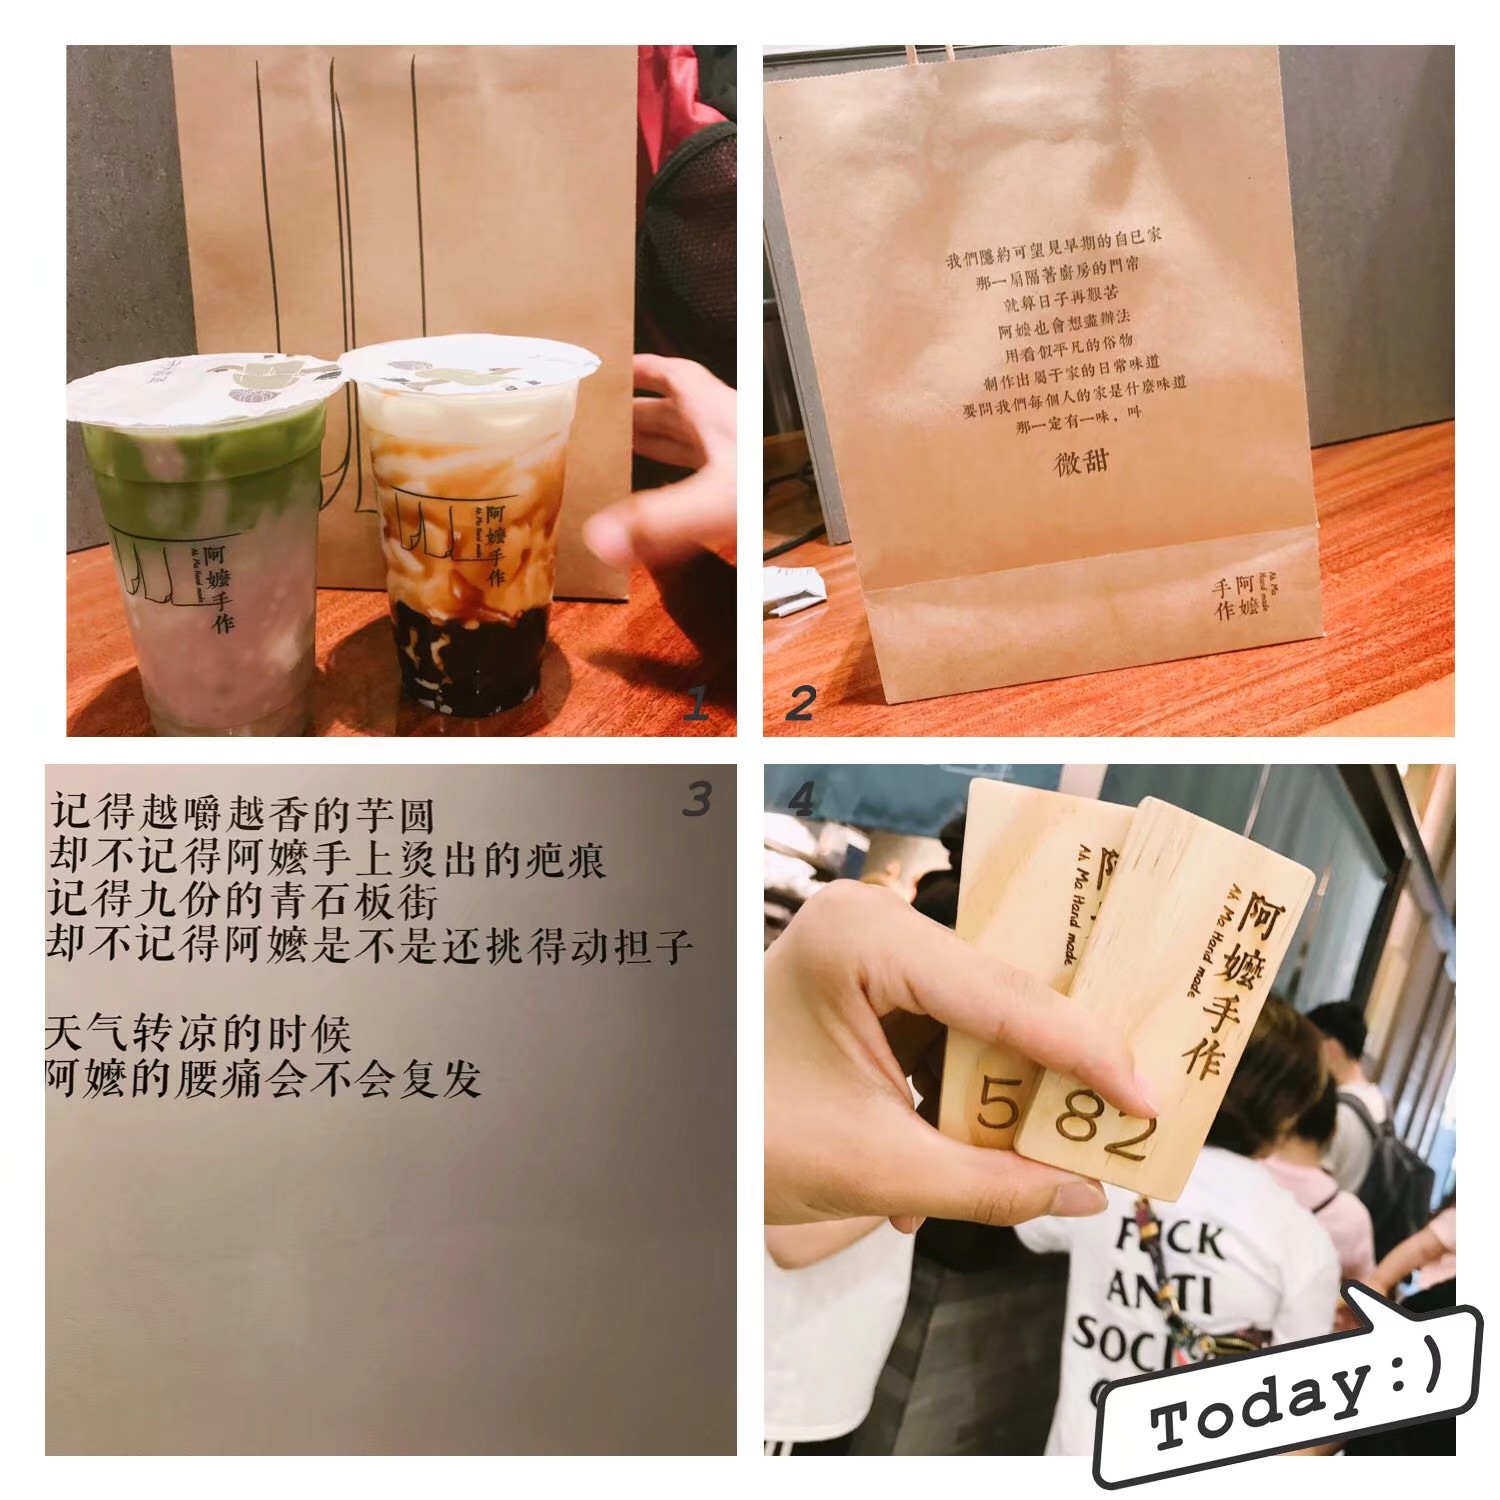 阿嬤手作
Ah Ma Hand made
阿嬤手作
Ah Ma Hand made
1
我們隱約可望見早期的自己家
那一扇隔著廚房的門帘
就算日子再艱苦
阿嬤也會想盡辦法
用看似平凡的俗物
制作出屬于家的日常味道
要問我們每個人的家是什麼味道
那一定有一味，叫
微甜
阿嬤
手作
Ah Ma
Hand made
2
3
记得越嚼越香的芋圆
却不记得阿嬷手上烫出的疤痕
记得九份的青石板街
却不记得阿嬷是不是还挑得动担子
天气转凉的时候
阿嬷的腰痛会不会复发
4
阿
Ah Ma Hand made
5
阿嬤手作
Ah Ma Hand made
82
F CK
ANTI
SOCI
Today:)